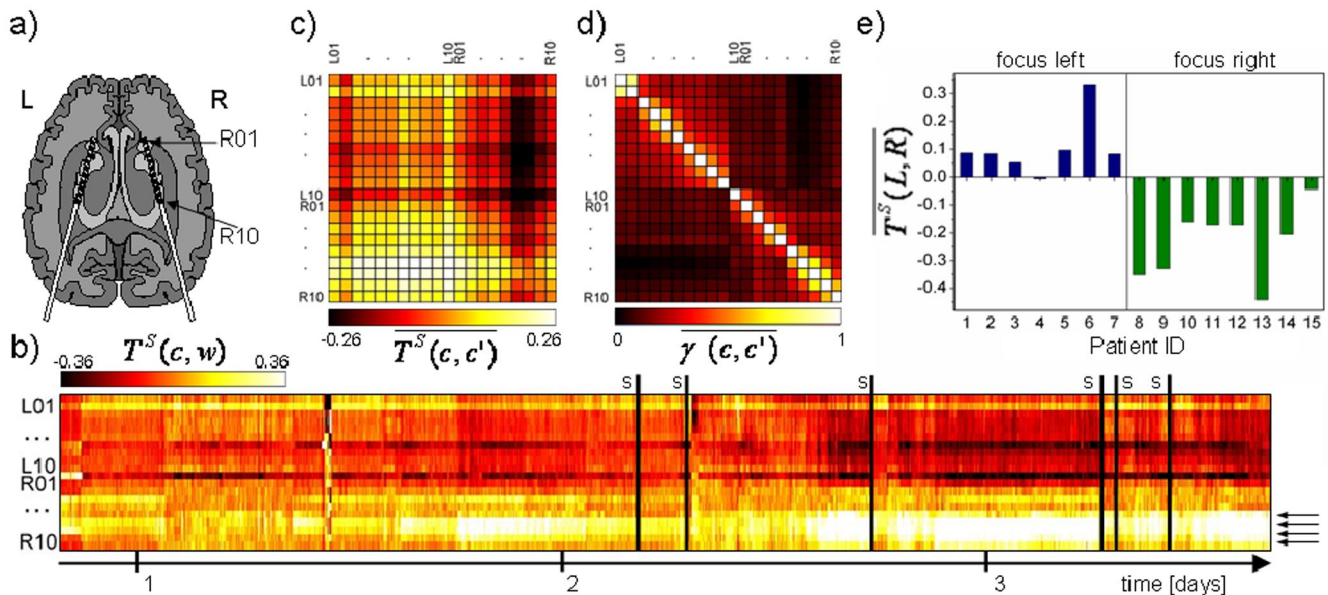 a)
L
R
R01
R10
c)
L01
.
.
.
L10
R01
.
.
.
R10
L01
.
.
.
L10
R01
.
.
.
R10
-0.26
T^S(c, c')
0.26
d)
L01
.
.
.
L10
R01
.
.
.
R10
L01
.
.
.
L10
R01
.
.
.
R10
0
γ (c, c')
1
e)
focus left
focus right
T^S(L, R)
0.3
0.2
0.1
0.0
-0.1
-0.2
-0.3
-0.4
1 2 3 4 5 6 7 8 9 10 11 12 13 14 15
Patient ID
b)
-0.36
T^S(c, w)
0.36
S S S S S S
L01
...
L10
R01
...
R10
1 2 3 time [days]